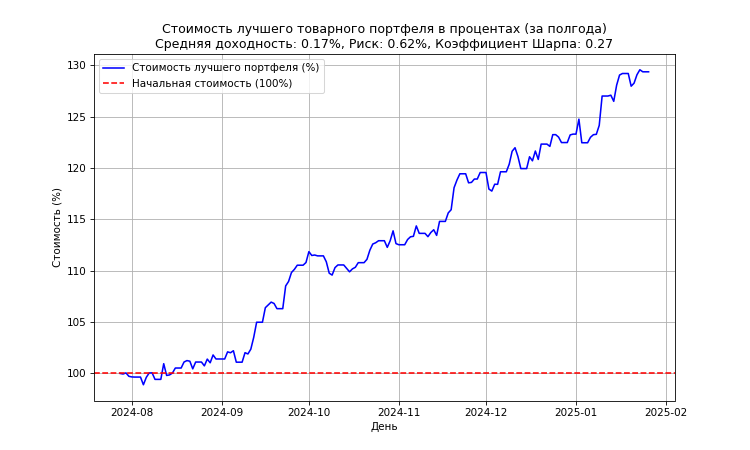 Стоимость лучшего товарного портфеля в процентах (за полгода)
Средняя доходность: 0.17%, Риск: 0.62%, Коэффициент Шарпа: 0.27
Стоимость лучшего портфеля (%)
Начальная стоимость (100%)
Стоимость (%)
130
125
120
115
110
105
100
2024-08 2024-09 2024-10 2024-11 2024-12 2025-01 2025-02
День